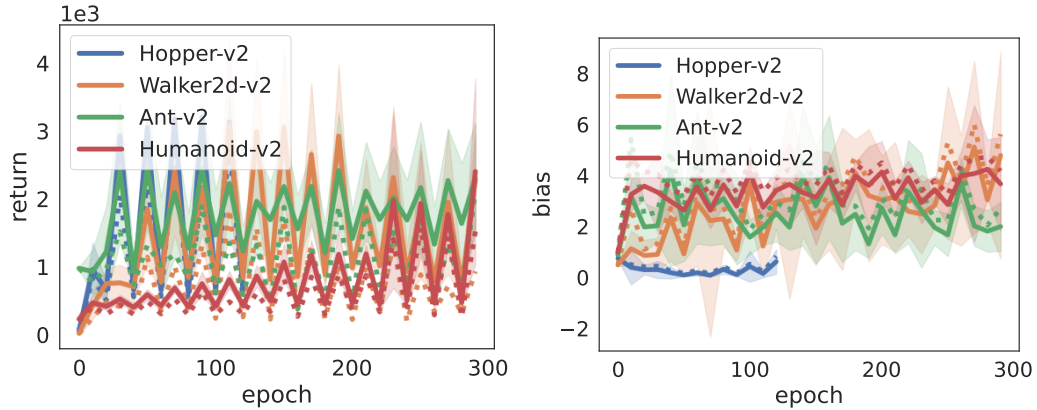 1e3
4
3
2
1
0
return
Hopper-v2
Walker2d-v2
Ant-v2
Humanoid-v2
0
100
200
300
epoch
8
6
4
2
0
−2
bias
Hopper-v2
Walker2d-v2
Ant-v2
Humanoid-v2
0
100
200
300
epoch